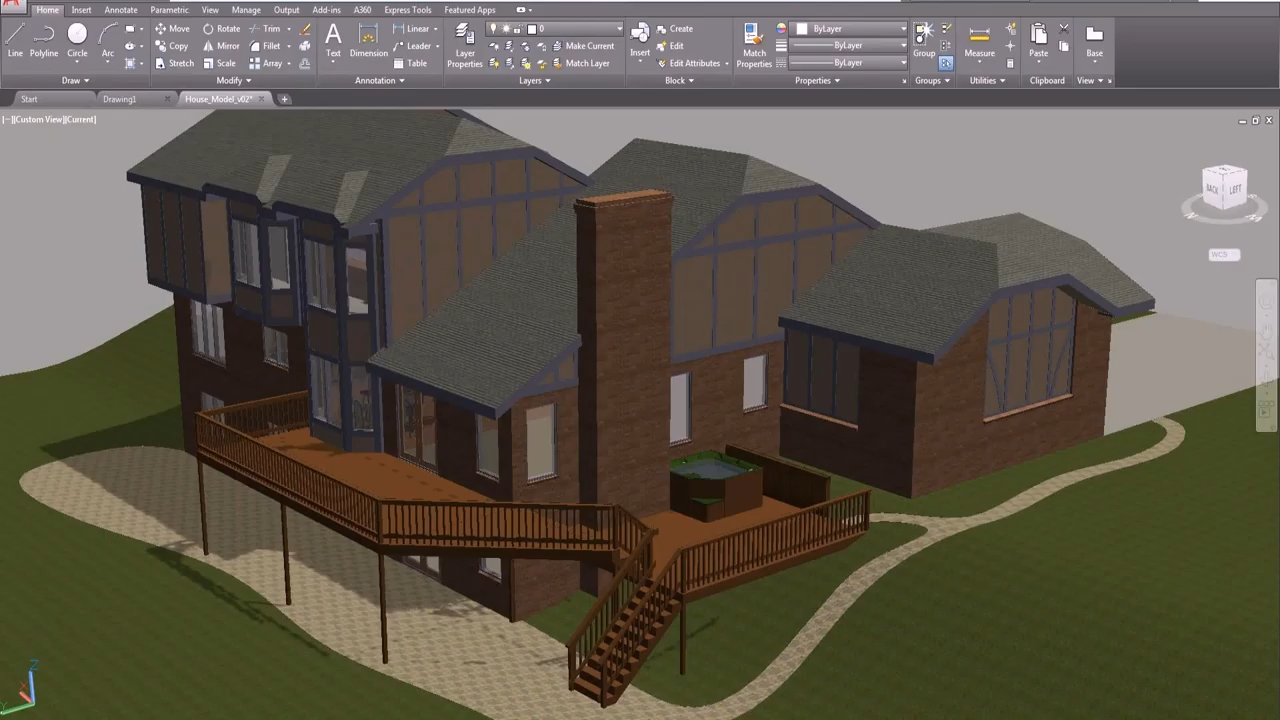 Home Insert Annotate Parametric View Manage Output Add-ins A360 Express Tools Featured Apps
Line Polyline Circle Arc
Move Rotate Trim
Copy Mirror Fillet
Stretch Scale Array
Text Dimension
Linear
Leader
Table
Layer Properties
0
Make Current
Match Layer
Insert
Create
Edit
Edit Attributes
Match Properties
ByLayer
ByLayer
ByLayer
Group
Measure
Paste
Base
Draw Modify Annotation Layers Block Properties Groups Utilities Clipboard View
Start Drawing1 House_Model_v02*
[−][Custom View][Current]
BACK LEFT
WCS
Z
X
Y